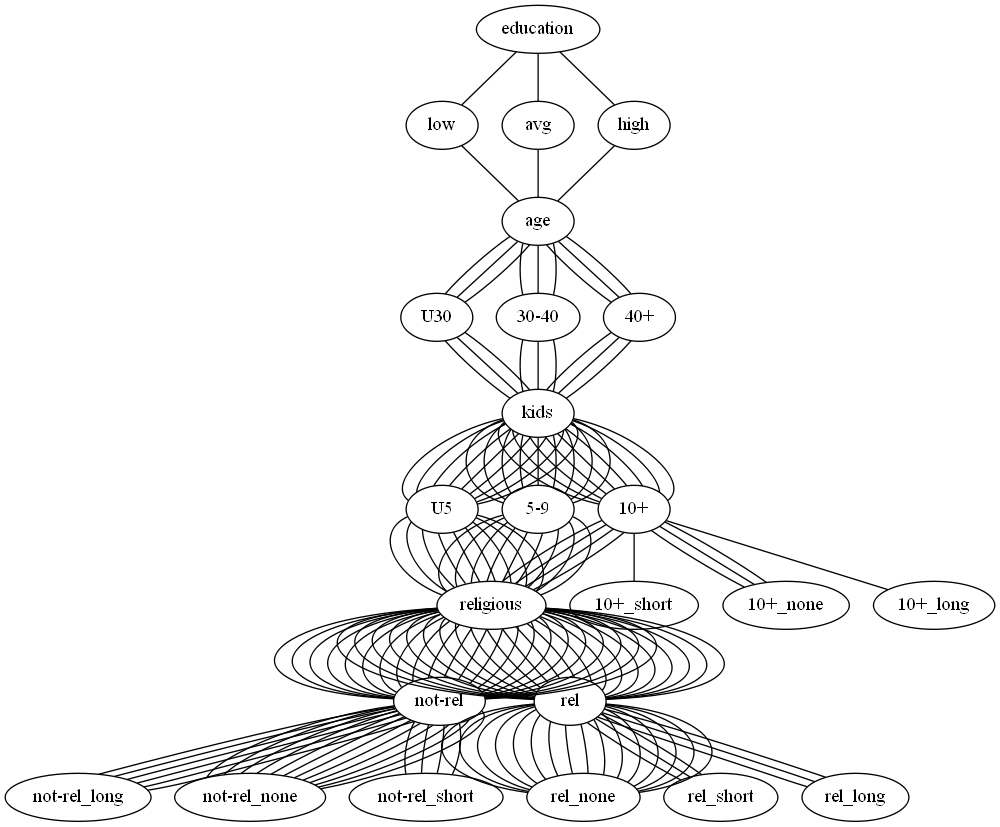 education
low avg high
age
U30 30-40 40+
kids
U5 5-9 10+
religious 10+_short 10+_none 10+_long
not-rel rel
not-rel_long not-rel_none not-rel_short rel_none rel_short rel_long